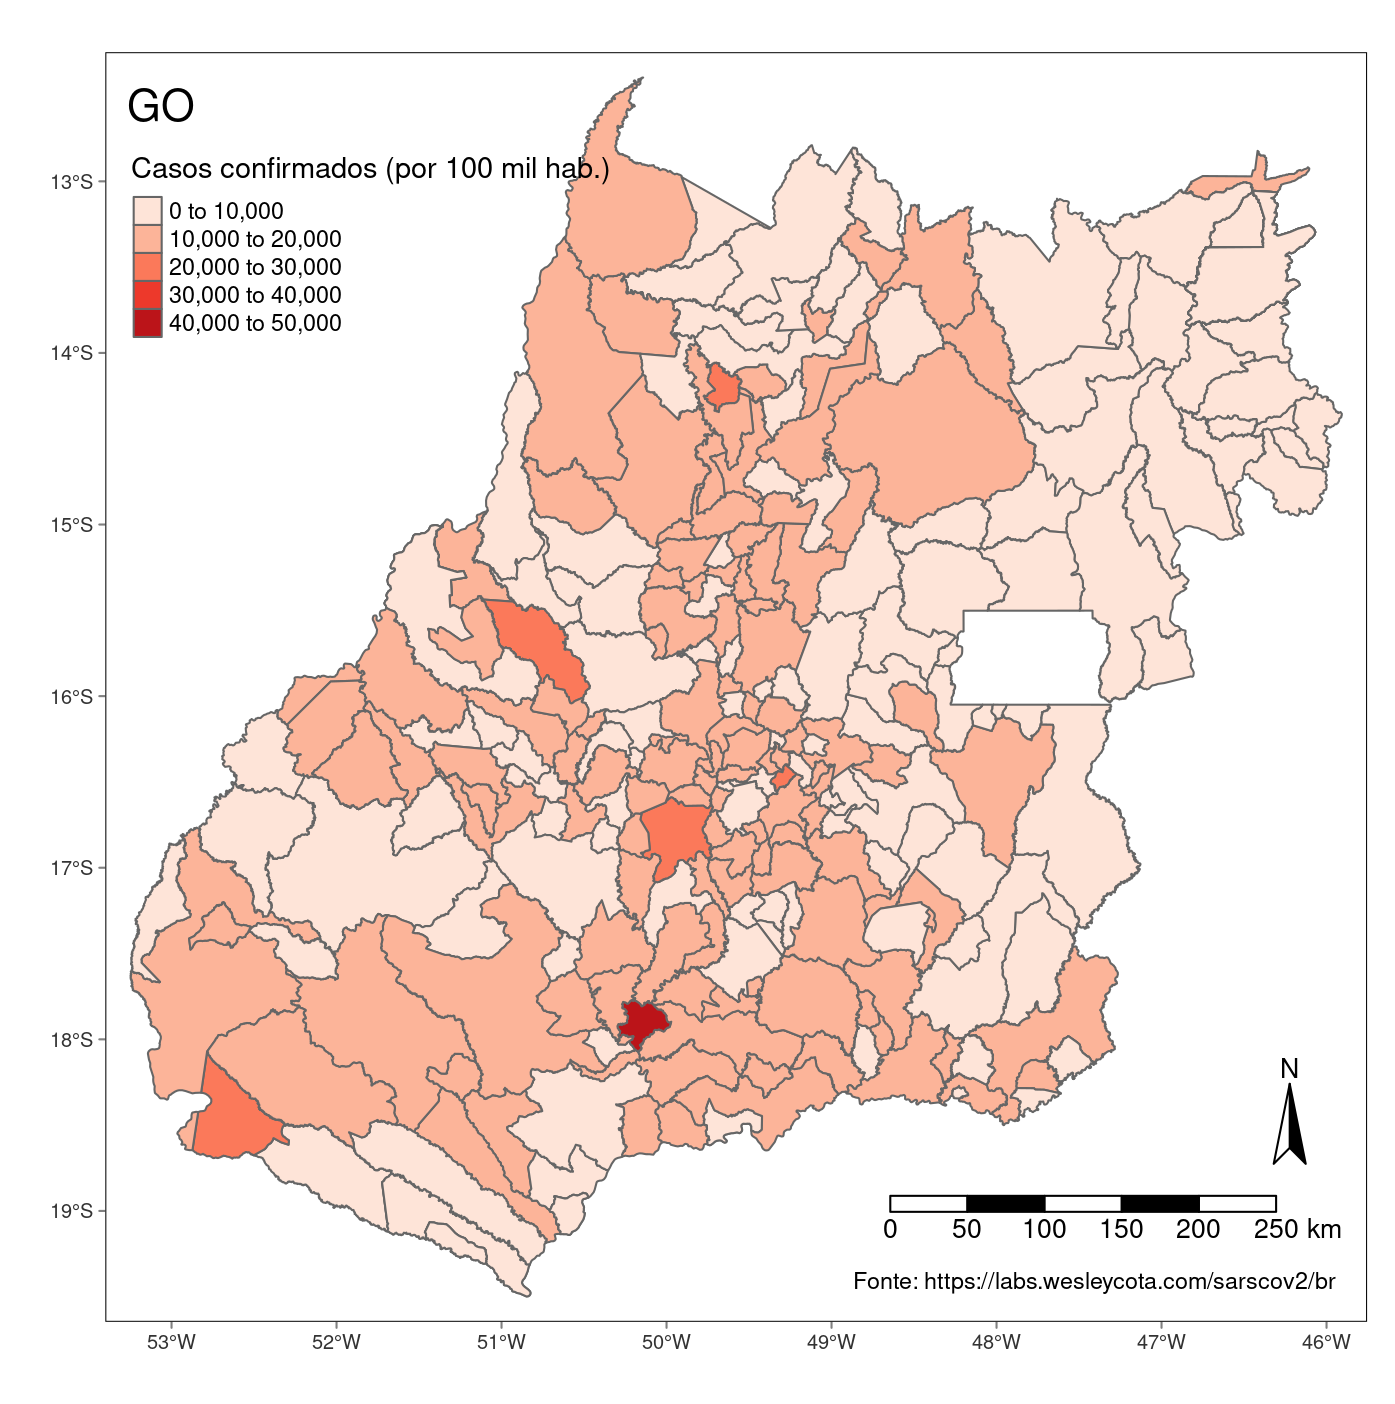 GO
Casos confirmados (por 100 mil hab.)
0 to 10,000
10,000 to 20,000
20,000 to 30,000
30,000 to 40,000
40,000 to 50,000
13°S
14°S
15°S
16°S
17°S
18°S
19°S
N
0 50 100 150 200 250 km
Fonte: https://labs.wesleycota.com/sarscov2/br
53°W 52°W 51°W 50°W 49°W 48°W 47°W 46°W